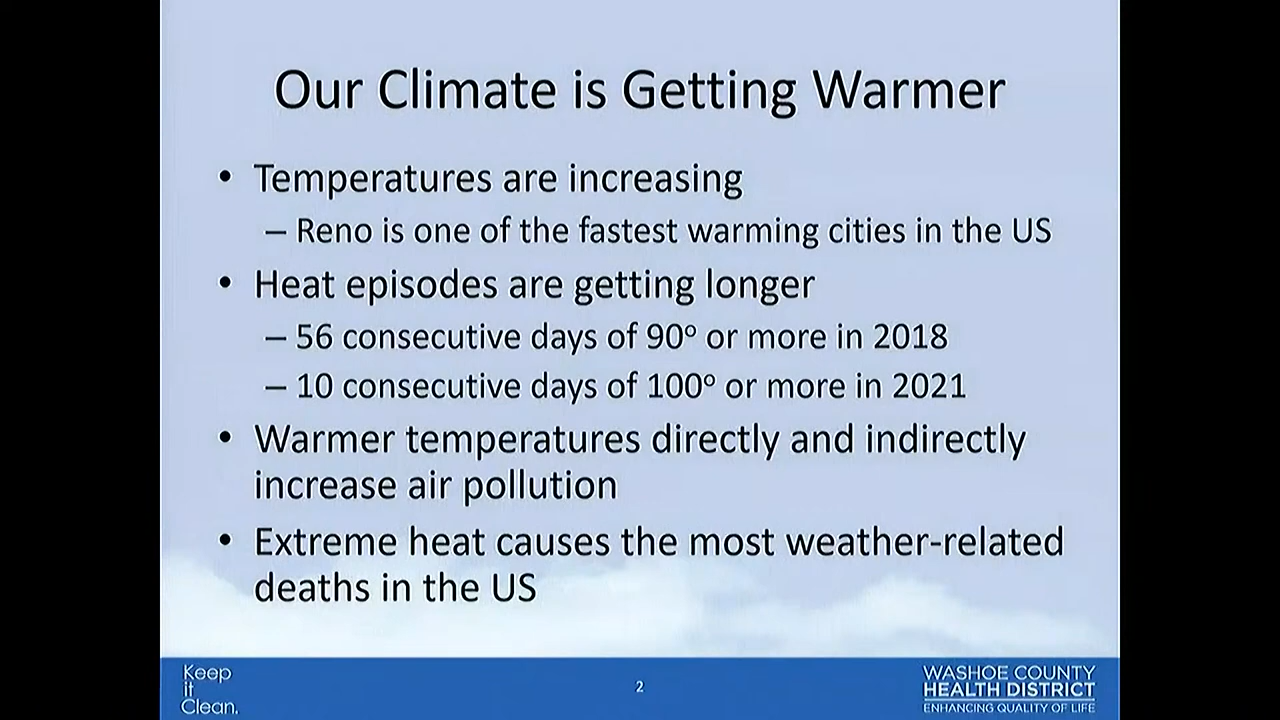 Our Climate is Getting Warmer
• Temperatures are increasing
– Reno is one of the fastest warming cities in the US
• Heat episodes are getting longer
– 56 consecutive days of 90º or more in 2018
– 10 consecutive days of 100º or more in 2021
• Warmer temperatures directly and indirectly
increase air pollution
• Extreme heat causes the most weather-related
deaths in the US
Keep
it
Clean.
2
WASHOE COUNTY
HEALTH DISTRICT
ENHANCING QUALITY OF LIFE